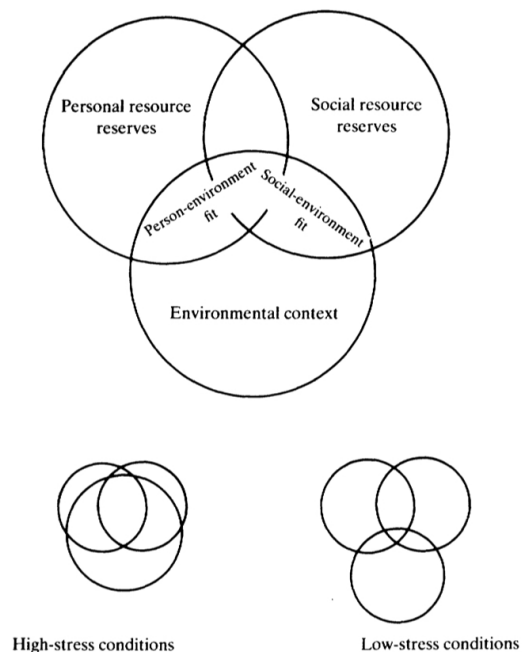 Personal resource
reserves
Social resource
reserves
Person-environment
fit
Social-environment
fit
Environmental context
High-stress conditions
Low-stress conditions